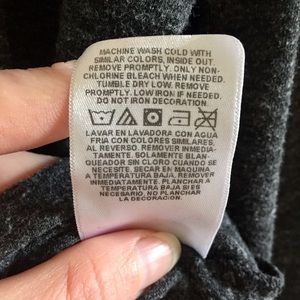 MACHINE WASH COLD WITH
SIMILAR COLORS, INSIDE OUT.
REMOVE PROMPTLY. ONLY NON-
CHLORINE BLEACH WHEN NEEDED.
TUMBLE DRY LOW. REMOVE
PROMPTLY. LOW IRON IF NEEDED.
DO NOT IRON DECORATION.
LAVAR EN LAVADORA CON AGUA
FRIA CON COLORES SIMILARES,
AL REVES. REMOVER INMEDIA-
TAMENTE. SOLAMENTE BLAN-
QUEADOR SIN CLORO CUANDO SE
NECESITE. SECAR EN MAQUINA
A TEMPERATURA BAJA. REMOVER
INMEDIATAMENTE. PLANCHAR A
TEMPERATURA BAJA SI ES
NECESARIO. NO PLANCHAR
LA DECORACION.